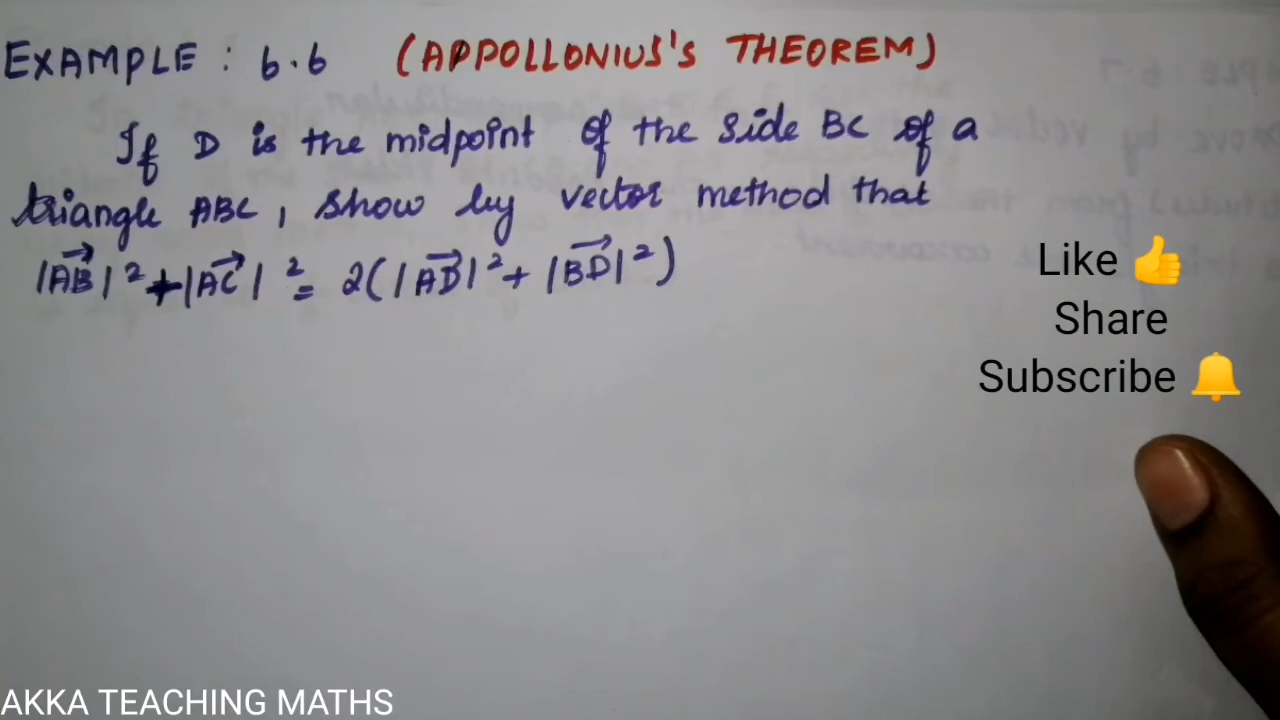 EXAMPLE : 6.6 (APPOLLONIUS'S THEOREM)
If D is the midpoint of the side BC of a
triangle ABC, show by vector method that
|AB⃗|² + |AC⃗|² = 2(|AD⃗|² + |BD⃗|²)
Like 👍
Share
Subscribe 🔔
AKKA TEACHING MATHS